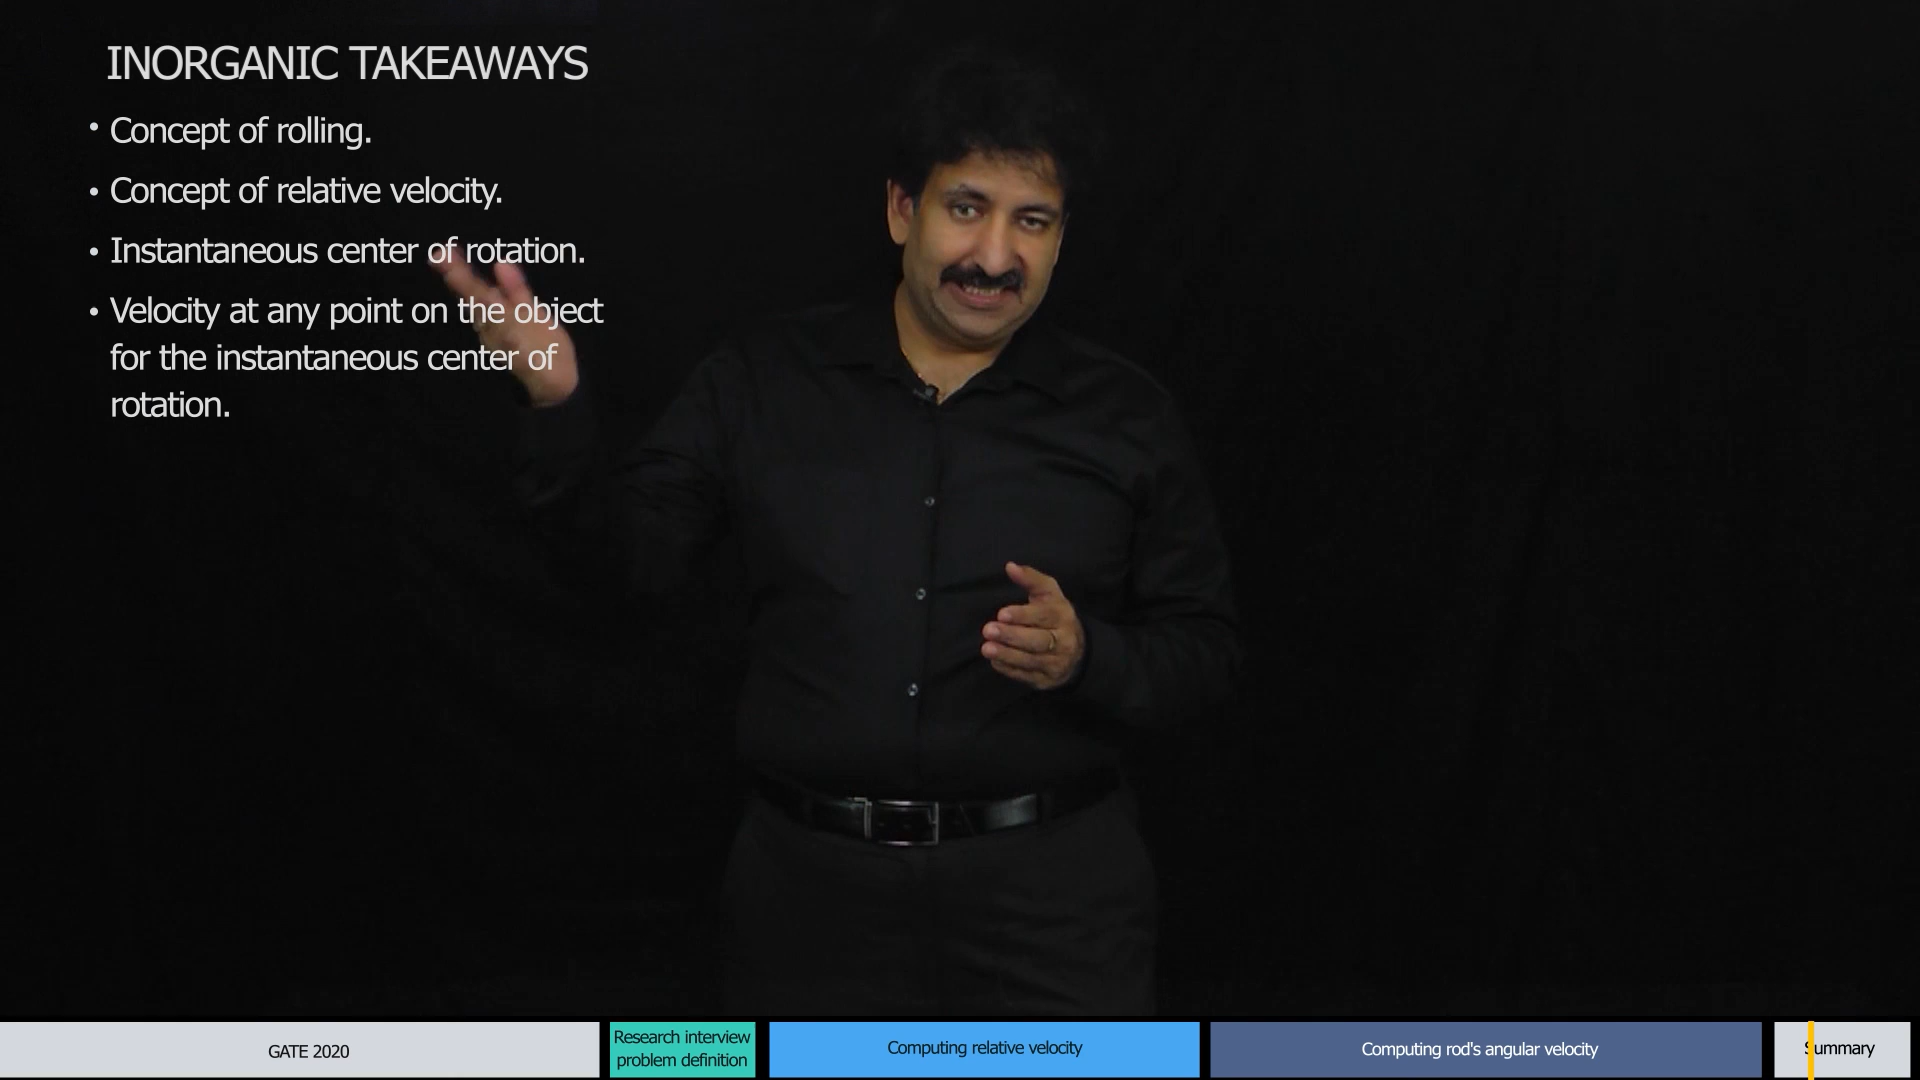 INORGANIC TAKEAWAYS
• Concept of rolling.
• Concept of relative velocity.
• Instantaneous center of rotation.
• Velocity at any point on the object
for the instantaneous center of
rotation.
GATE 2020
Research interview
problem definition
Computing relative velocity
Computing rod's angular velocity
Summary